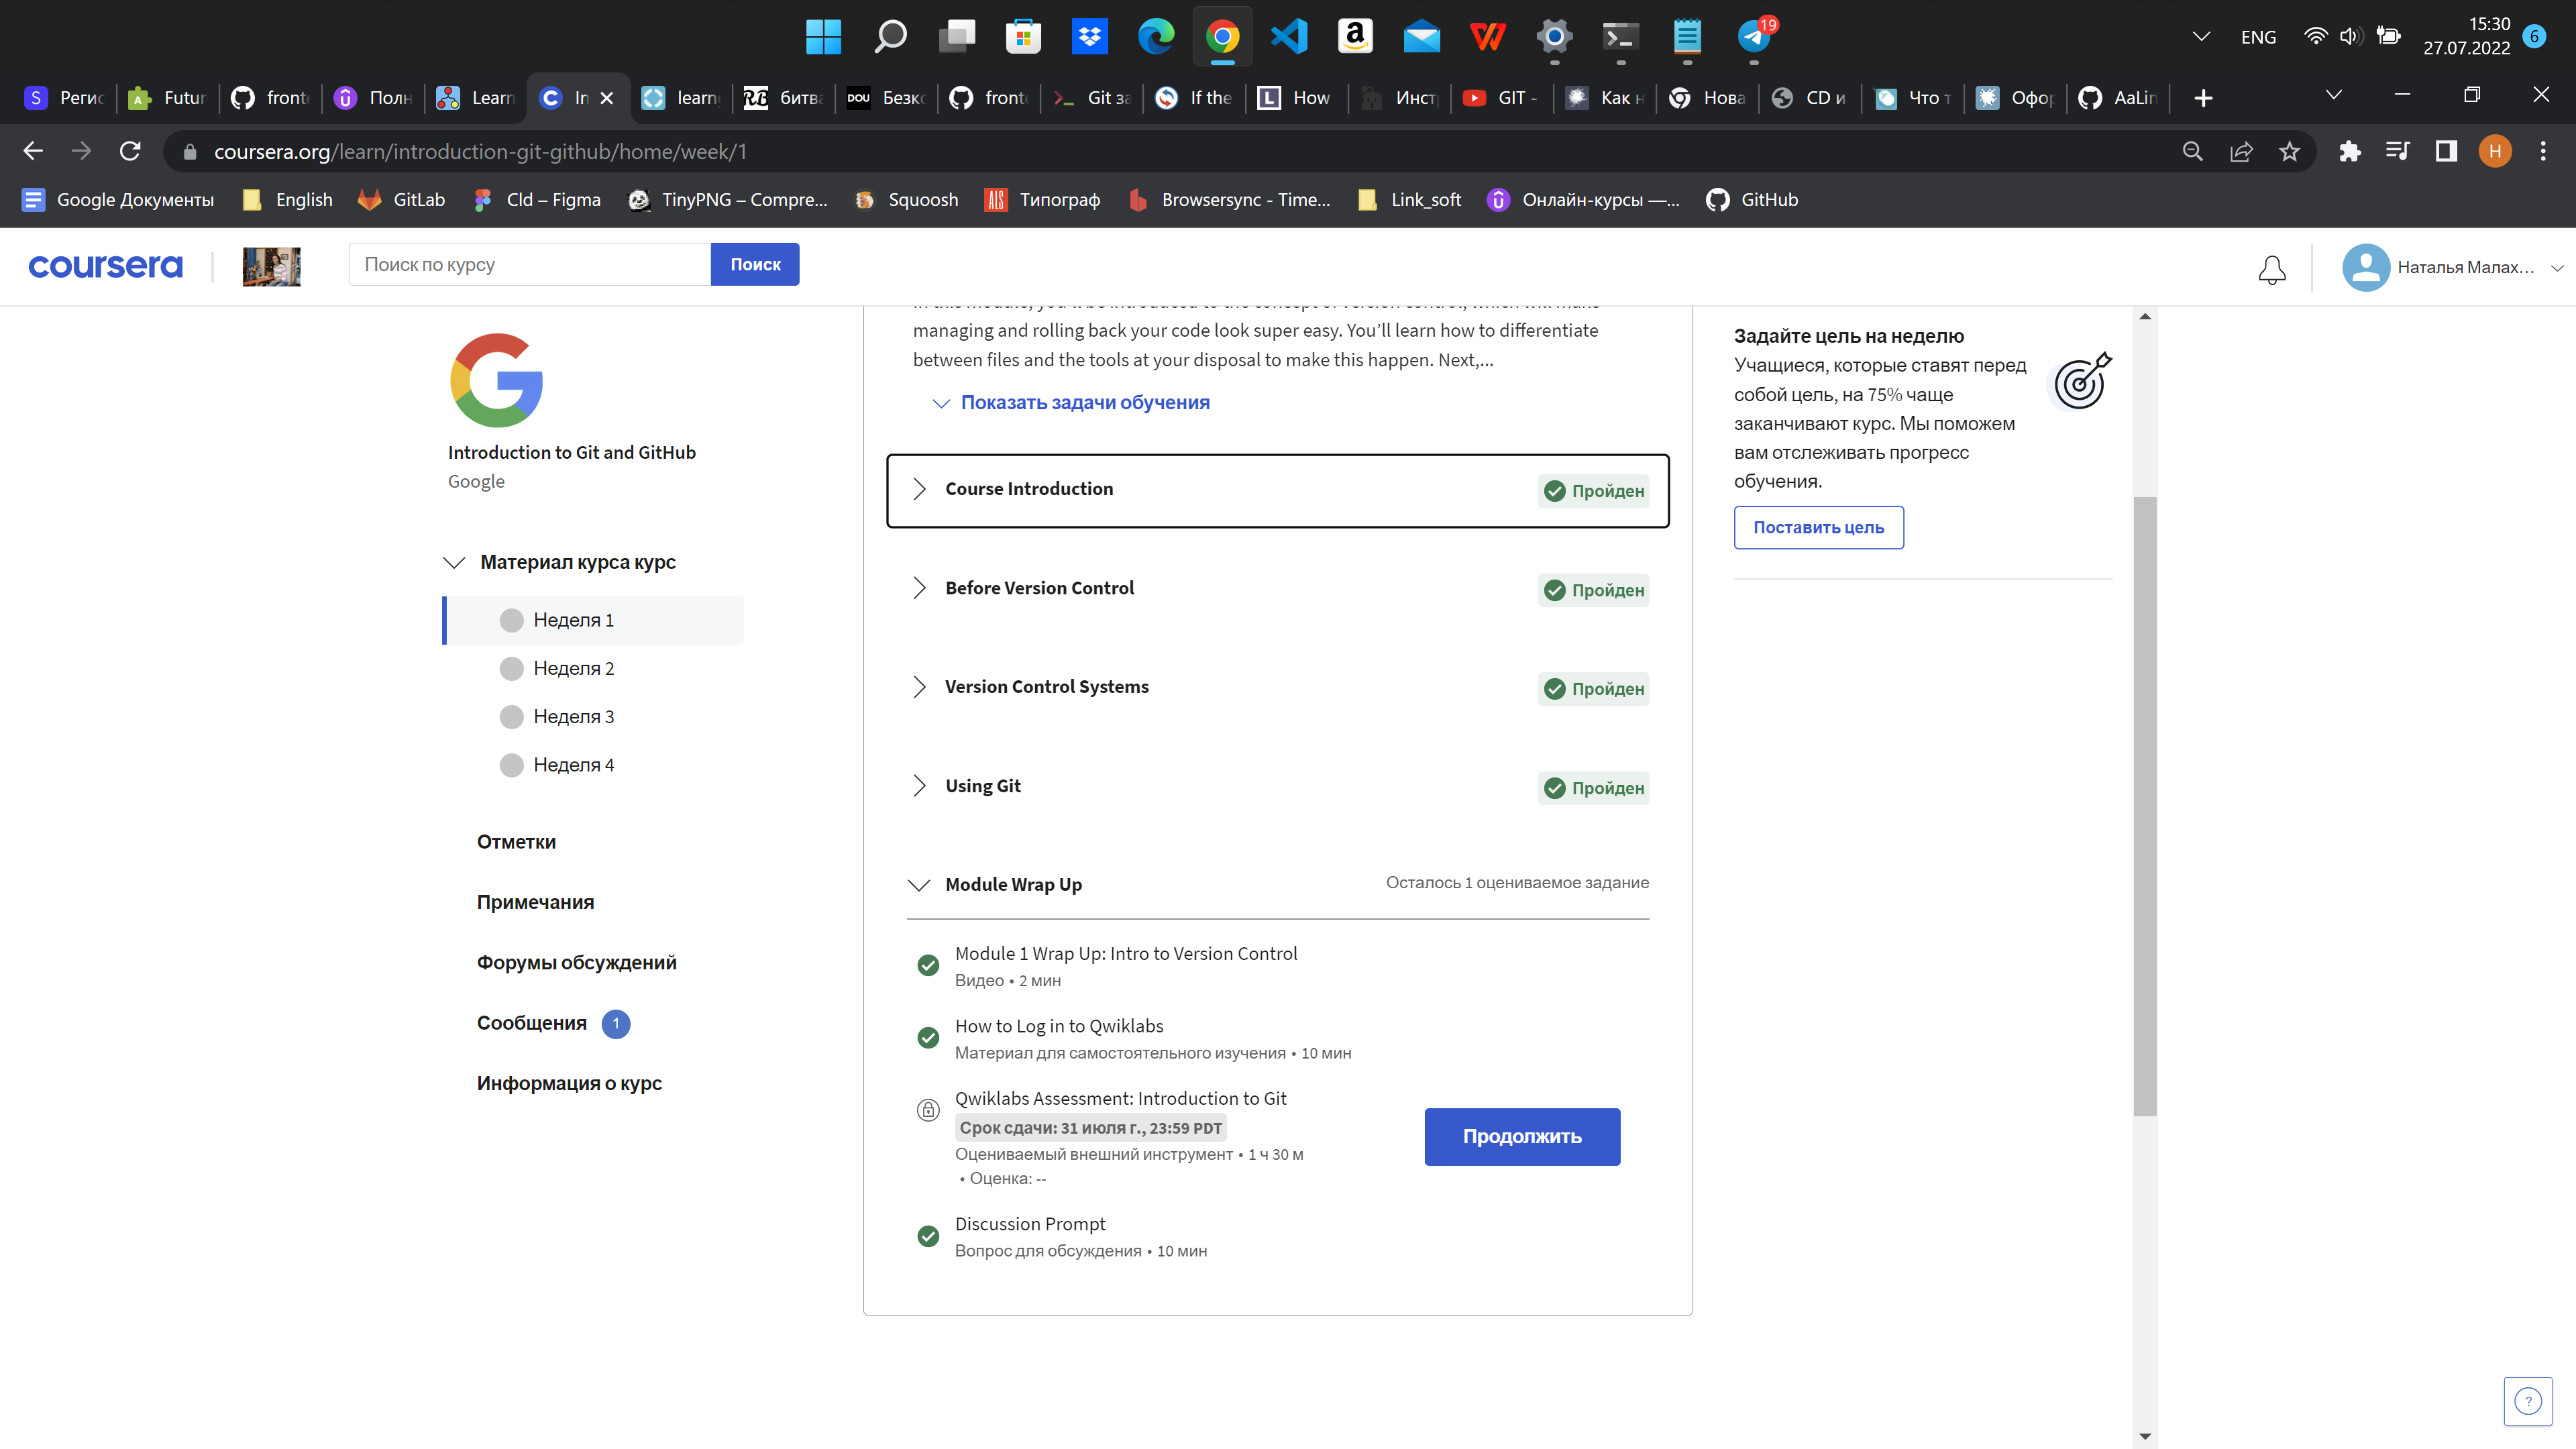 ENG
15:30
27.07.2022
6
19
Регис
Futur
fronte
Полн
Learn
In
learn
битва
DOU
Безко
fronte
Git за
If the
How
Инст
GIT -
Как н
Нова
CD и
Что т
Офор
AaLin
coursera.org/learn/introduction-git-github/home/week/1
H
Google Документы
English
GitLab
Cld – Figma
TinyPNG – Compre...
Squoosh
Типограф
Browsersync - Time...
Link_soft
Онлайн-курсы —...
GitHub
coursera
Поиск по курсу
Поиск
Наталья Малах...
Introduction to Git and GitHub
Google
Материал курса курс
Неделя 1
Неделя 2
Неделя 3
Неделя 4
Отметки
Примечания
Форумы обсуждений
Сообщения 1
Информация о курс
managing and rolling back your code look super easy. You’ll learn how to differentiate
between files and the tools at your disposal to make this happen. Next,...
Показать задачи обучения
Course Introduction
Пройден
Before Version Control
Пройден
Version Control Systems
Пройден
Using Git
Пройден
Module Wrap Up
Осталось 1 оцениваемое задание
Module 1 Wrap Up: Intro to Version Control
Видео • 2 мин
How to Log in to Qwiklabs
Материал для самостоятельного изучения • 10 мин
Qwiklabs Assessment: Introduction to Git
Срок сдачи: 31 июля г., 23:59 PDT
Оцениваемый внешний инструмент • 1 ч 30 м
• Оценка: --
Продолжить
Discussion Prompt
Вопрос для обсуждения • 10 мин
Задайте цель на неделю
Учащиеся, которые ставят перед
собой цель, на 75% чаще
заканчивают курс. Мы поможем
вам отслеживать прогресс
обучения.
Поставить цель